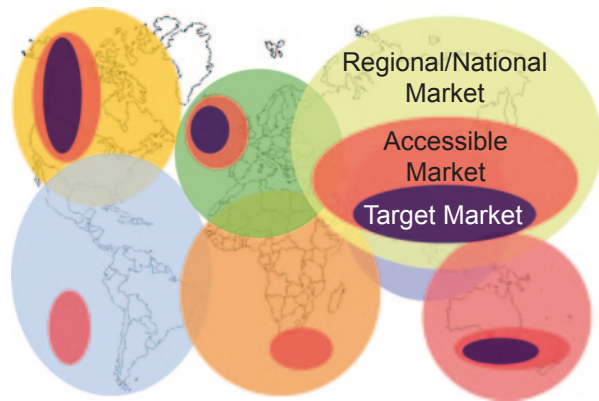 Regional/National
Market
Accessible
Market
Target Market